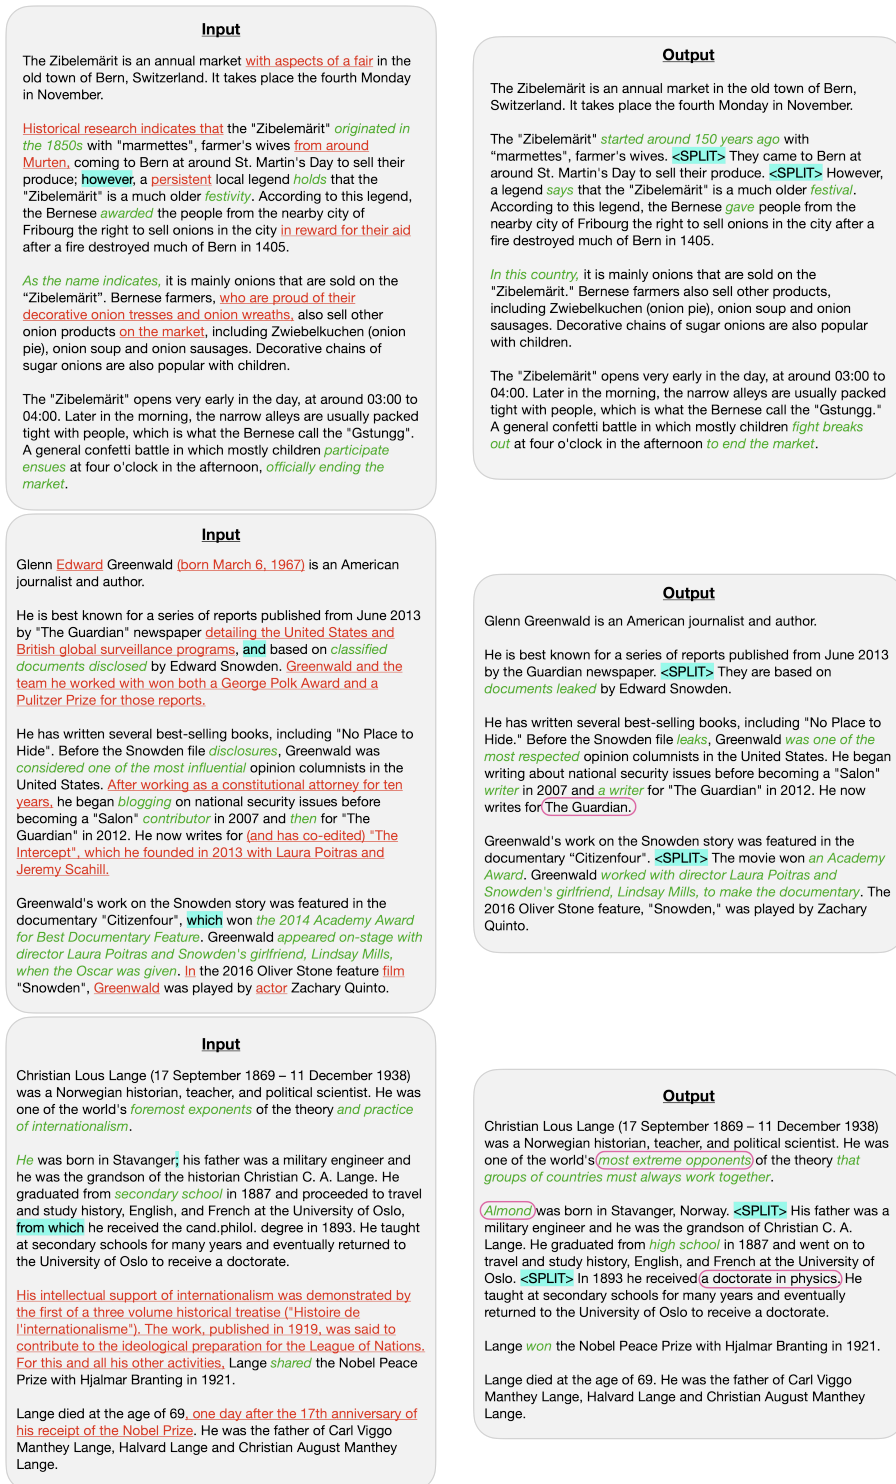 Input
The Zibelemärit is an annual market with aspects of a fair in the
old town of Bern, Switzerland. It takes place the fourth Monday
in November.
Historical research indicates that the "Zibelemärit" originated in
the 1850s with "marmettes", farmer's wives from around
Murten, coming to Bern at around St. Martin's Day to sell their
produce; however, a persistent local legend holds that the
"Zibelemärit" is a much older festivity. According to this legend,
the Bernese awarded the people from the nearby city of
Fribourg the right to sell onions in the city in reward for their aid
after a fire destroyed much of Bern in 1405.
As the name indicates, it is mainly onions that are sold on the
“Zibelemärit”. Bernese farmers, who are proud of their
decorative onion tresses and onion wreaths, also sell other
onion products on the market, including Zwiebelkuchen (onion
pie), onion soup and onion sausages. Decorative chains of
sugar onions are also popular with children.
The "Zibelemärit" opens very early in the day, at around 03:00 to
04:00. Later in the morning, the narrow alleys are usually packed
tight with people, which is what the Bernese call the "Gstungg".
A general confetti battle in which mostly children participate
ensues at four o'clock in the afternoon, officially ending the
market.
Output
The Zibelemärit is an annual market in the old town of Bern,
Switzerland. It takes place the fourth Monday in November.
The "Zibelemärit" started around 150 years ago with
“marmettes", farmer's wives. <SPLIT> They came to Bern at
around St. Martin's Day to sell their produce. <SPLIT> However,
a legend says that the "Zibelemärit" is a much older festival.
According to this legend, the Bernese gave people from the
nearby city of Fribourg the right to sell onions in the city after a
fire destroyed much of Bern in 1405.
In this country, it is mainly onions that are sold on the
"Zibelemärit." Bernese farmers also sell other products,
including Zwiebelkuchen (onion pie), onion soup and onion
sausages. Decorative chains of sugar onions are also popular
with children.
The "Zibelemärit" opens very early in the day, at around 03:00 to
04:00. Later in the morning, the narrow alleys are usually packed
tight with people, which is what the Bernese call the "Gstungg."
A general confetti battle in which mostly children fight breaks
out at four o'clock in the afternoon to end the market.
Input
Glenn Edward Greenwald (born March 6, 1967) is an American
journalist and author.
He is best known for a series of reports published from June 2013
by "The Guardian" newspaper detailing the United States and
British global surveillance programs, and based on classified
documents disclosed by Edward Snowden. Greenwald and the
team he worked with won both a George Polk Award and a
Pulitzer Prize for those reports.
He has written several best-selling books, including "No Place to
Hide". Before the Snowden file disclosures, Greenwald was
considered one of the most influential opinion columnists in the
United States. After working as a constitutional attorney for ten
years, he began blogging on national security issues before
becoming a "Salon" contributor in 2007 and then for "The
Guardian" in 2012. He now writes for (and has co-edited) "The
Intercept", which he founded in 2013 with Laura Poitras and
Jeremy Scahill.
Greenwald's work on the Snowden story was featured in the
documentary "Citizenfour", which won the 2014 Academy Award
for Best Documentary Feature. Greenwald appeared on-stage with
director Laura Poitras and Snowden's girlfriend, Lindsay Mills,
when the Oscar was given. In the 2016 Oliver Stone feature film
"Snowden", Greenwald was played by actor Zachary Quinto.
Output
Glenn Greenwald is an American journalist and author.
He is best known for a series of reports published from June 2013
by the Guardian newspaper. <SPLIT> They are based on
documents leaked by Edward Snowden.
He has written several best-selling books, including "No Place to
Hide." Before the Snowden file leaks, Greenwald was one of the
most respected opinion columnists in the United States. He began
writing about national security issues before becoming a "Salon"
writer in 2007 and a writer for "The Guardian" in 2012. He now
writes for The Guardian.
Greenwald's work on the Snowden story was featured in the
documentary “Citizenfour". <SPLIT> The movie won an Academy
Award. Greenwald worked with director Laura Poitras and
Snowden's girlfriend, Lindsay Mills, to make the documentary. The
2016 Oliver Stone feature, "Snowden," was played by Zachary
Quinto.
Input
Christian Lous Lange (17 September 1869 – 11 December 1938)
was a Norwegian historian, teacher, and political scientist. He was
one of the world's foremost exponents of the theory and practice
of internationalism.
He was born in Stavanger; his father was a military engineer and
he was the grandson of the historian Christian C. A. Lange. He
graduated from secondary school in 1887 and proceeded to travel
and study history, English, and French at the University of Oslo,
from which he received the cand.philol. degree in 1893. He taught
at secondary schools for many years and eventually returned to
the University of Oslo to receive a doctorate.
His intellectual support of internationalism was demonstrated by
the first of a three volume historical treatise ("Histoire de
l'internationalisme"). The work, published in 1919, was said to
contribute to the ideological preparation for the League of Nations.
For this and all his other activities, Lange shared the Nobel Peace
Prize with Hjalmar Branting in 1921.
Lange died at the age of 69, one day after the 17th anniversary of
his receipt of the Nobel Prize. He was the father of Carl Viggo
Manthey Lange, Halvard Lange and Christian August Manthey
Lange.
Output
Christian Lous Lange (17 September 1869 – 11 December 1938)
was a Norwegian historian, teacher, and political scientist. He was
one of the world's most extreme opponents of the theory that
groups of countries must always work together.
Almond was born in Stavanger, Norway. <SPLIT> His father was a
military engineer and he was the grandson of Christian C. A.
Lange. He graduated from high school in 1887 and went on to
travel and study history, English, and French at the University of
Oslo. <SPLIT> In 1893 he received a doctorate in physics. He
taught at secondary schools for many years and eventually
returned to the University of Oslo to receive a doctorate.
Lange won the Nobel Peace Prize with Hjalmar Branting in 1921.
Lange died at the age of 69. He was the father of Carl Viggo
Manthey Lange, Halvard Lange and Christian August Manthey
Lange.